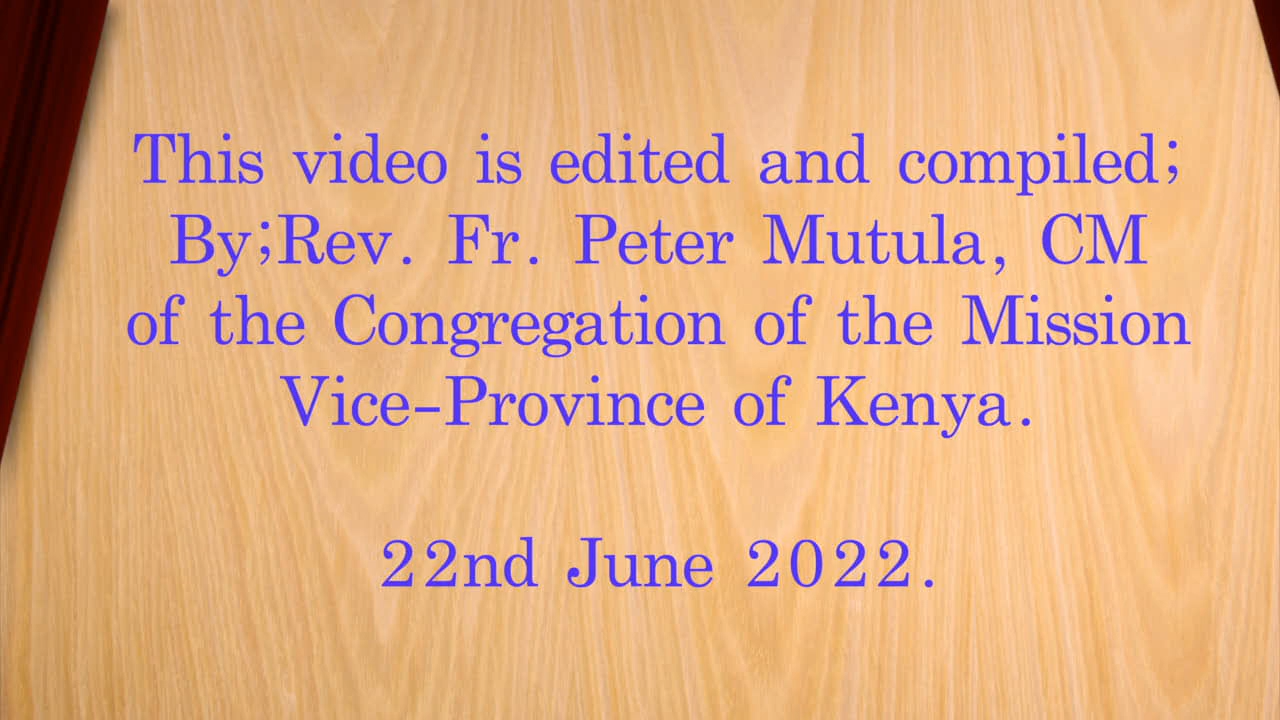 This video is edited and compiled;
By;Rev. Fr. Peter Mutula, CM
of the Congregation of the Mission
Vice-Province of Kenya.
22nd June 2022.